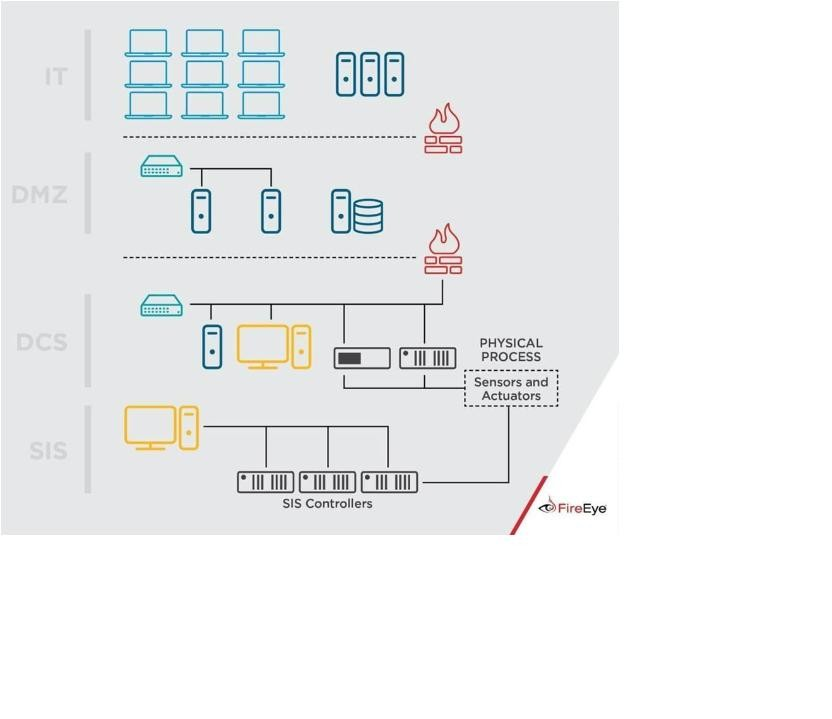 IT
DMZ
DCS
PHYSICAL
PROCESS
Sensors and
Actuators
SIS
SIS Controllers
FireEye